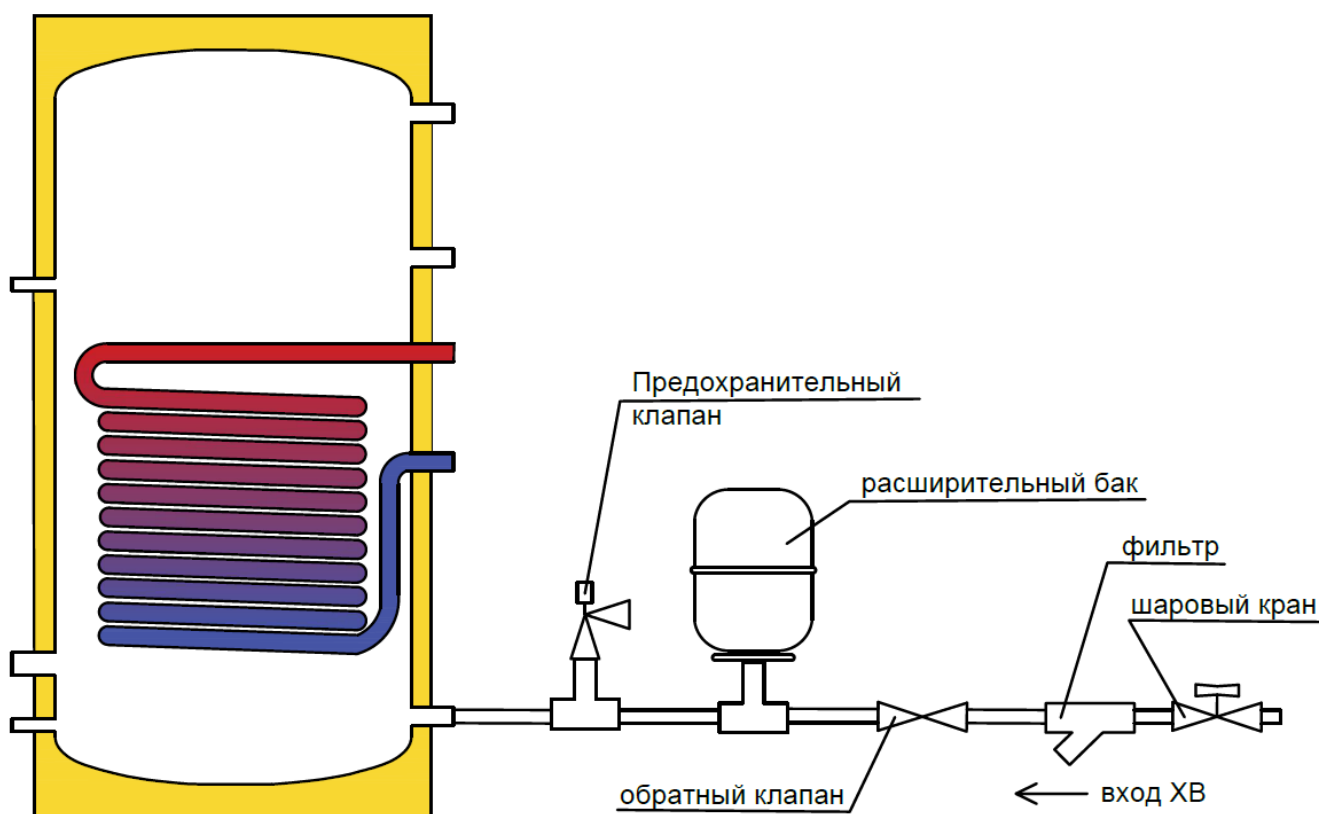 Предохранительный
клапан
расширительный бак
фильтр
шаровый кран
обратный клапан
вход ХВ